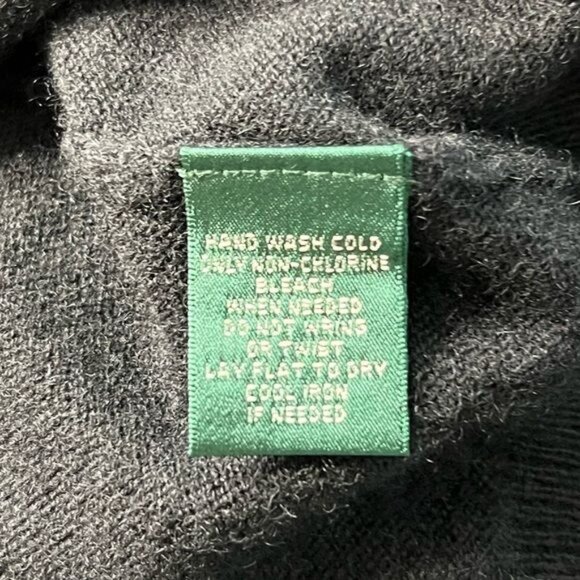 HAND WASH COLD
ONLY NON-CHLORINE
BLEACH
WHEN NEEDED
DO NOT WRING
OR TWIST
LAY FLAT TO DRY
COOL IRON
IF NEEDED